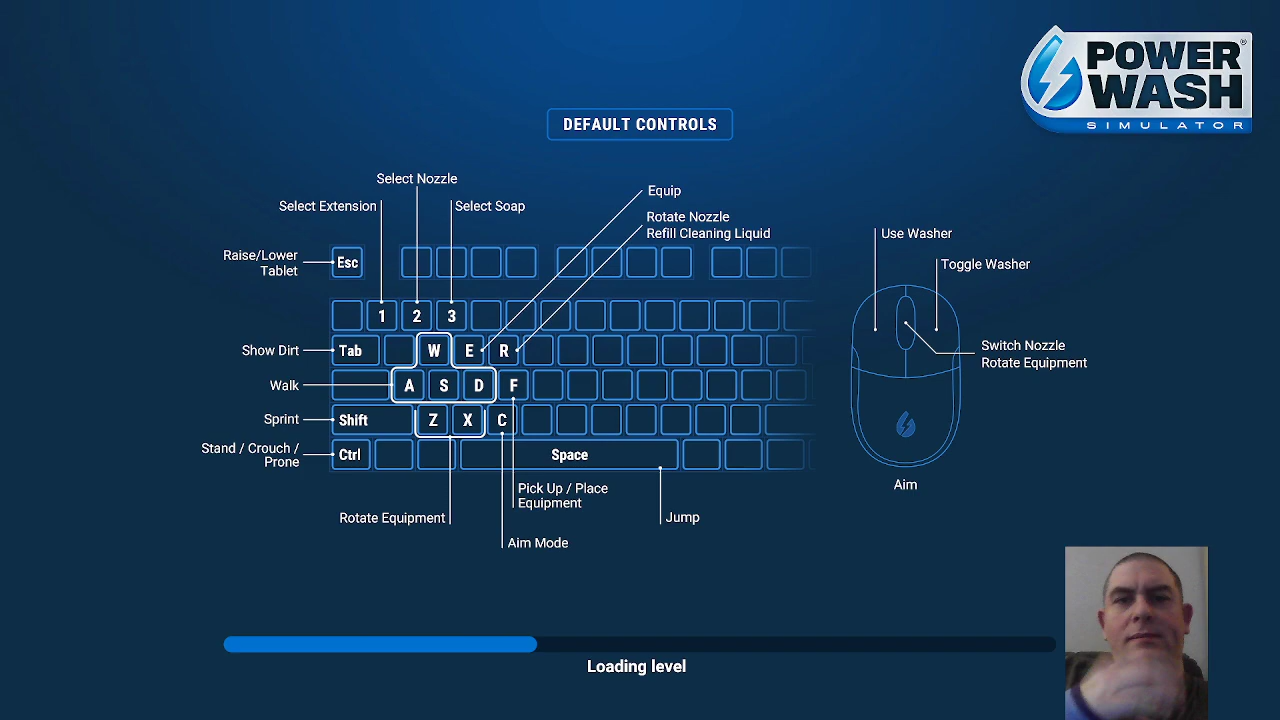 POWER
WASH
SIMULATOR
DEFAULT CONTROLS
Select Nozzle
Select Extension
Select Soap
Equip
Rotate Nozzle
Refill Cleaning Liquid
Raise/Lower
Tablet
Esc
1 2 3
Show Dirt
Tab W E R
Walk
A S D F
Sprint
Shift Z X C
Stand / Crouch /
Prone
Ctrl Space
Rotate Equipment
Pick Up / Place
Equipment
Aim Mode
Jump
Use Washer
Toggle Washer
Switch Nozzle
Rotate Equipment
Aim
Loading level